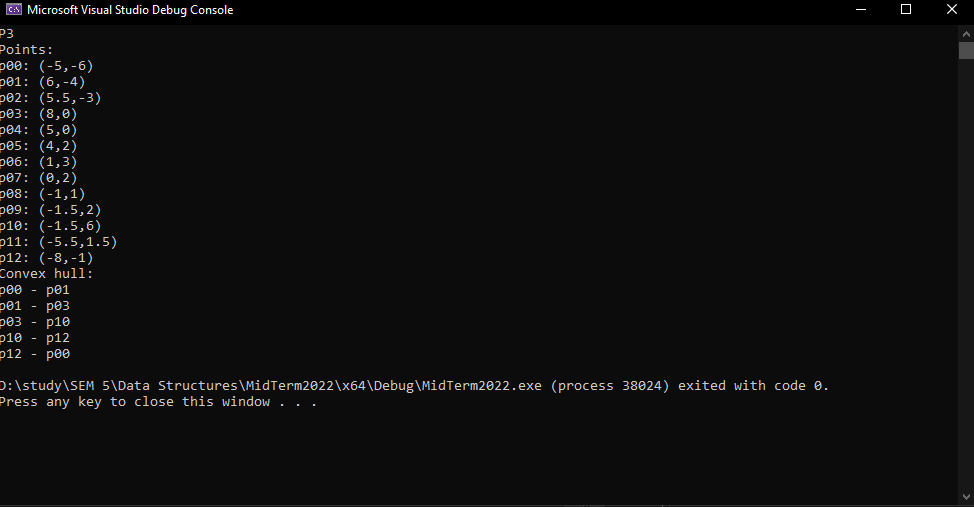 Microsoft Visual Studio Debug Console
P3
Points:
p00: (-5,-6)
p01: (6,-4)
p02: (5.5,-3)
p03: (8,0)
p04: (5,0)
p05: (4,2)
p06: (1,3)
p07: (0,2)
p08: (-1,1)
p09: (-1.5,2)
p10: (-1.5,6)
p11: (-5.5,1.5)
p12: (-8,-1)
Convex hull:
p00 - p01
p01 - p03
p03 - p10
p10 - p12
p12 - p00
D:\study\SEM 5\Data Structures\MidTerm2022\x64\Debug\MidTerm2022.exe (process 38024) exited with code 0.
Press any key to close this window . . .